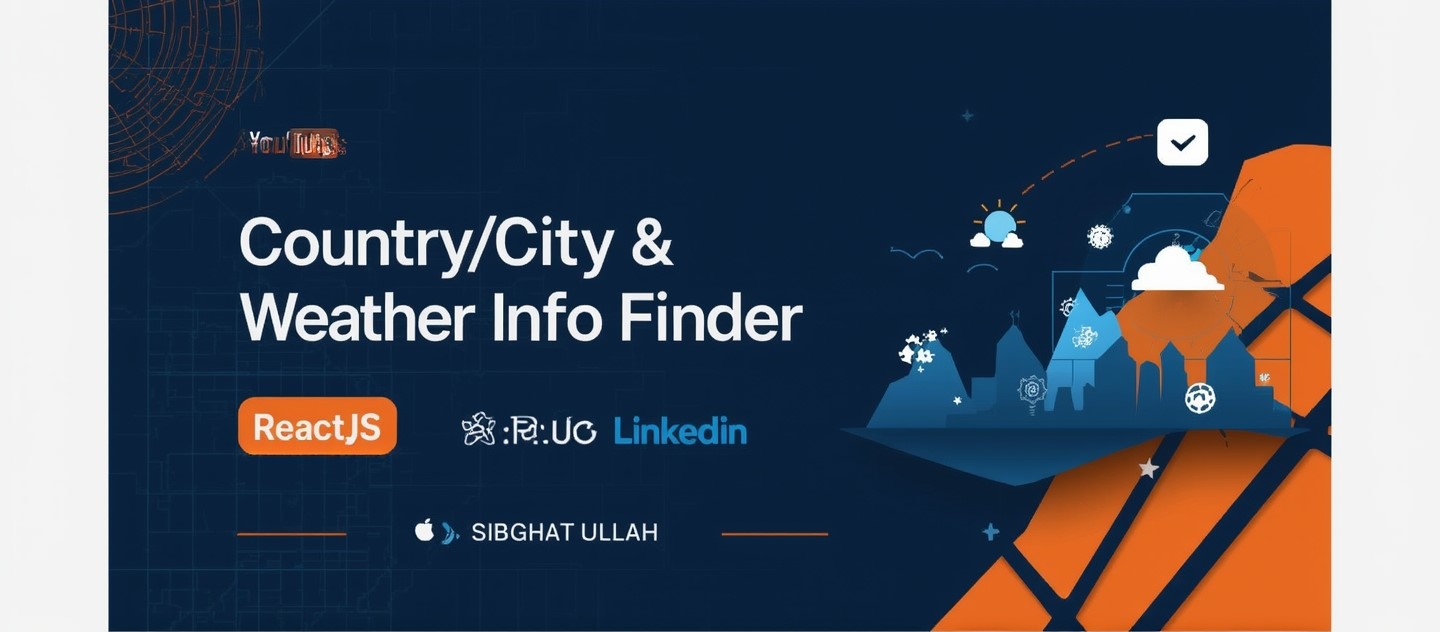 Country/City &
Weather Info Finder
ReactJS
Linkedin
SIBGHAT ULLAH